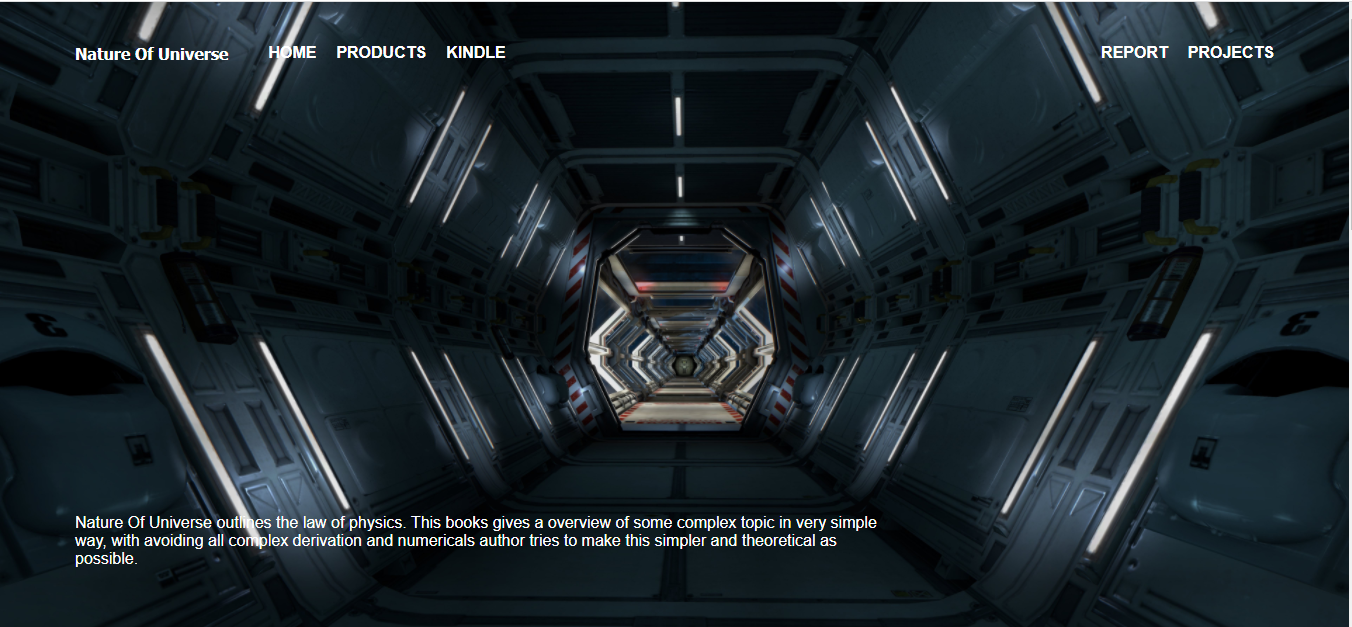 Nature Of Universe HOME PRODUCTS KINDLE REPORT PROJECTS
3
Nature Of Universe outlines the law of physics. This books gives a overview of some complex topic in very simple
way, with avoiding all complex derivation and numericals author tries to make this simpler and theoretical as
possible.